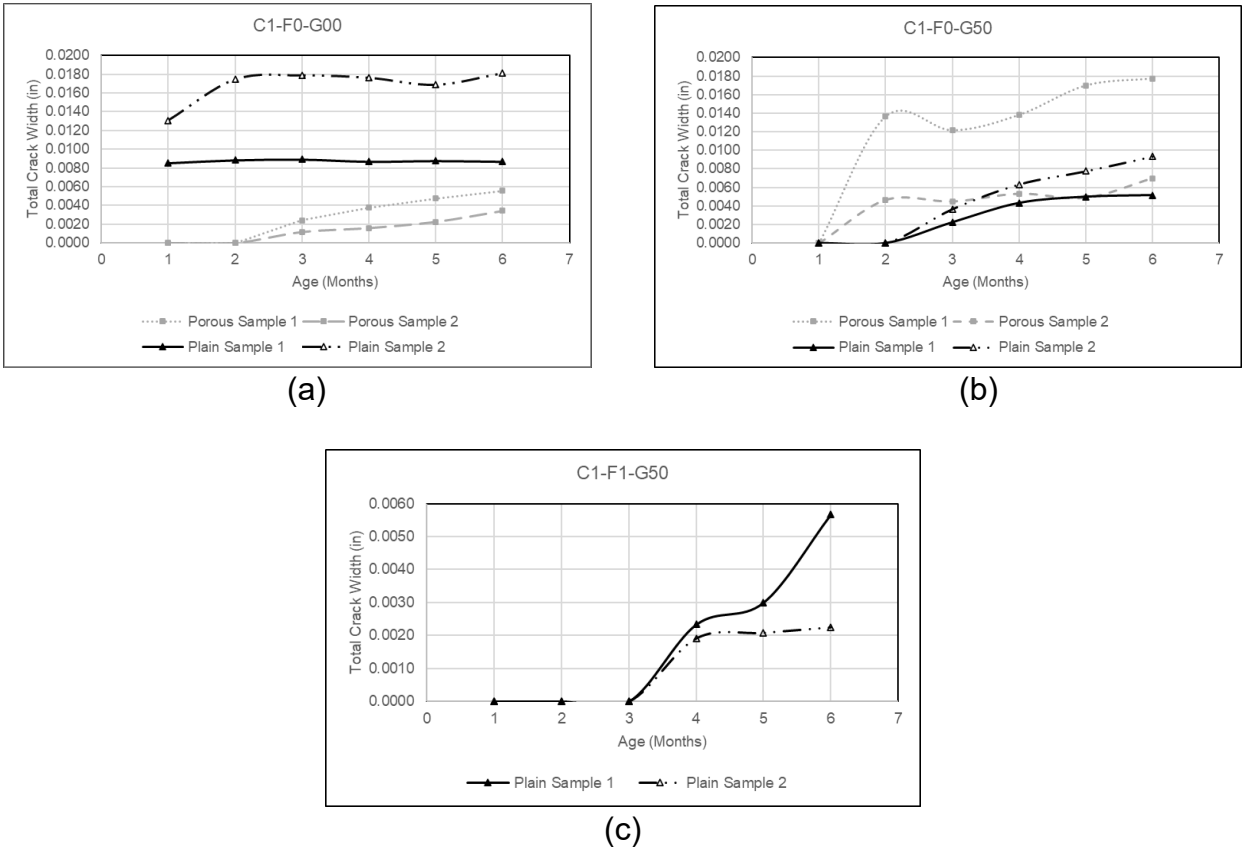 C1-F0-G00
0.0200
0.0180
0.0160
0.0140
0.0120
0.0100
0.0080
0.0060
0.0040
0.0020
0.0000
Total Crack Width (in)
0 1 2 3 4 5 6 7
Age (Months)
Porous Sample 1 Porous Sample 2
Plain Sample 1 Plain Sample 2
(a)
C1-F0-G50
0.0200
0.0180
0.0160
0.0140
0.0120
0.0100
0.0080
0.0060
0.0040
0.0020
0.0000
Total Crack Width (in)
0 1 2 3 4 5 6 7
Age (Months)
Porous Sample 1 Porous Sample 2
Plain Sample 1 Plain Sample 2
(b)
C1-F1-G50
0.0060
0.0050
0.0040
0.0030
0.0020
0.0010
0.0000
Total Crack Width (in)
0 1 2 3 4 5 6 7
Age (Months)
Plain Sample 1 Plain Sample 2
(c)